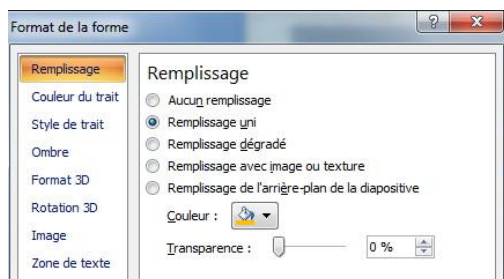 Format de la forme
?
X
Remplissage
Couleur du trait
Style de trait
Ombre
Format 3D
Rotation 3D
Image
Zone de texte
Remplissage
Aucun remplissage
Remplissage uni
Remplissage dégradé
Remplissage avec image ou texture
Remplissage de l'arrière-plan de la diapositive
Couleur :
Transparence : 0 %